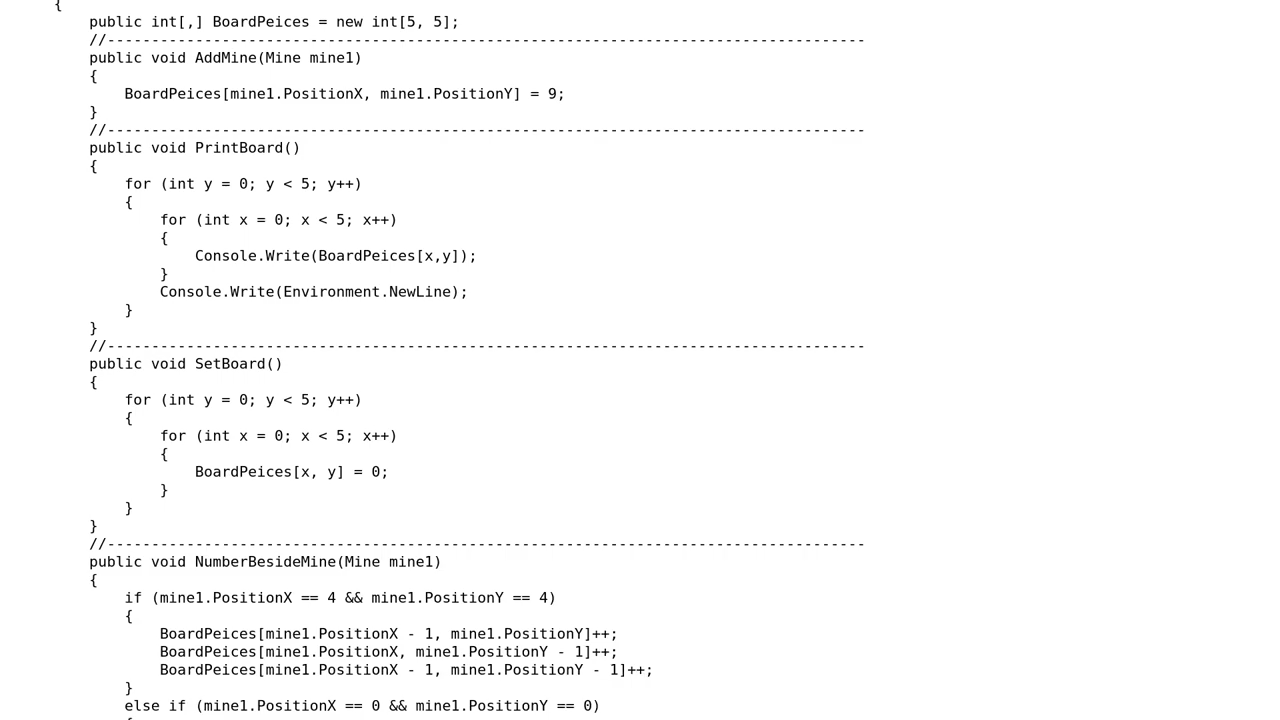 {
public int[,] BoardPeices = new int[5, 5];
//--------------------------------------------------------------------------------------
public void AddMine(Mine mine1)
{
BoardPeices[mine1.PositionX, mine1.PositionY] = 9;
}
//--------------------------------------------------------------------------------------
public void PrintBoard()
{
for (int y = 0; y < 5; y++)
{
for (int x = 0; x < 5; x++)
{
Console.Write(BoardPeices[x,y]);
}
Console.Write(Environment.NewLine);
}
}
//--------------------------------------------------------------------------------------
public void SetBoard()
{
for (int y = 0; y < 5; y++)
{
for (int x = 0; x < 5; x++)
{
BoardPeices[x, y] = 0;
}
}
}
//--------------------------------------------------------------------------------------
public void NumberBesideMine(Mine mine1)
{
if (mine1.PositionX == 4 && mine1.PositionY == 4)
{
BoardPeices[mine1.PositionX - 1, mine1.PositionY]++;
BoardPeices[mine1.PositionX, mine1.PositionY - 1]++;
BoardPeices[mine1.PositionX - 1, mine1.PositionY - 1]++;
}
else if (mine1.PositionX == 0 && mine1.PositionY == 0)
{